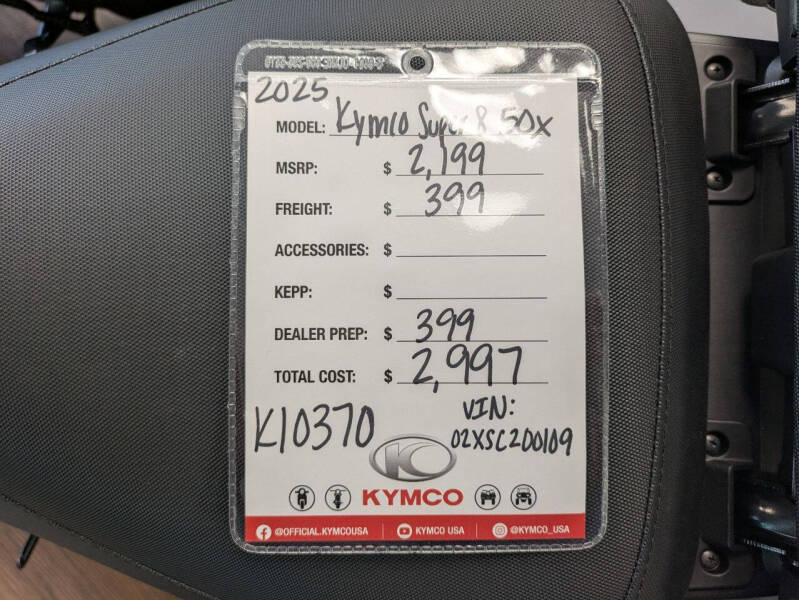 2025
MODEL: Kymco Super 8 50x
MSRP: $ 2,199
FREIGHT: $ 399
ACCESSORIES: $
KEPP: $
DEALER PREP: $ 399
TOTAL COST: $ 2,997
K10370
VIN:
02XSC200109
KYMCO
@OFFICIAL.KYMCOUSA | KYMCO USA | @KYMCO_USA